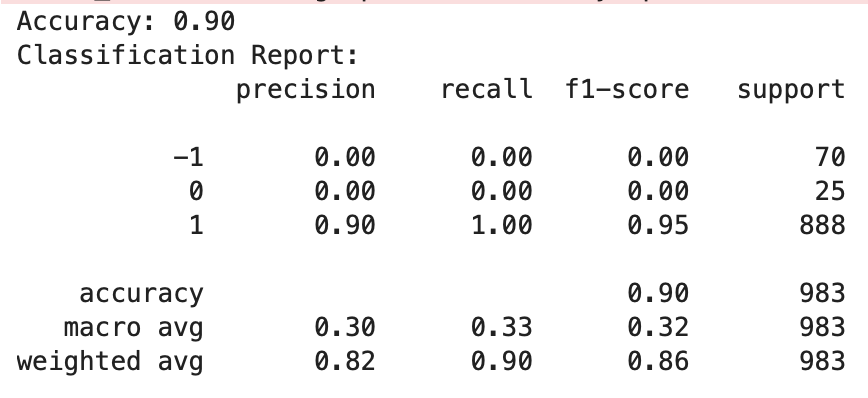 Accuracy: 0.90
Classification Report:
precision recall f1-score support
-1 0.00 0.00 0.00 70
0 0.00 0.00 0.00 25
1 0.90 1.00 0.95 888
accuracy 0.90 983
macro avg 0.30 0.33 0.32 983
weighted avg 0.82 0.90 0.86 983